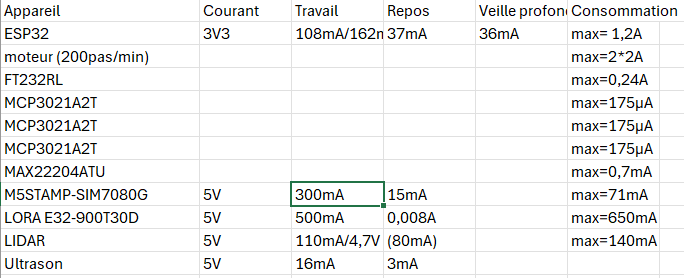 Appareil Courant Travail Repos Veille profon Consommation
ESP32 3V3 108mA/162m 37mA 36mA max= 1,2A
moteur (200pas/min) max=2*2A
FT232RL max=0,24A
MCP3021A2T max=175µA
MCP3021A2T max=175µA
MCP3021A2T max=175µA
MAX22204ATU max=0,7mA
M5STAMP-SIM7080G 5V 300mA 15mA max=71mA
LORA E32-900T30D 5V 500mA 0,008A max=650mA
LIDAR 5V 110mA/4,7V (80mA) max=140mA
Ultrason 5V 16mA 3mA